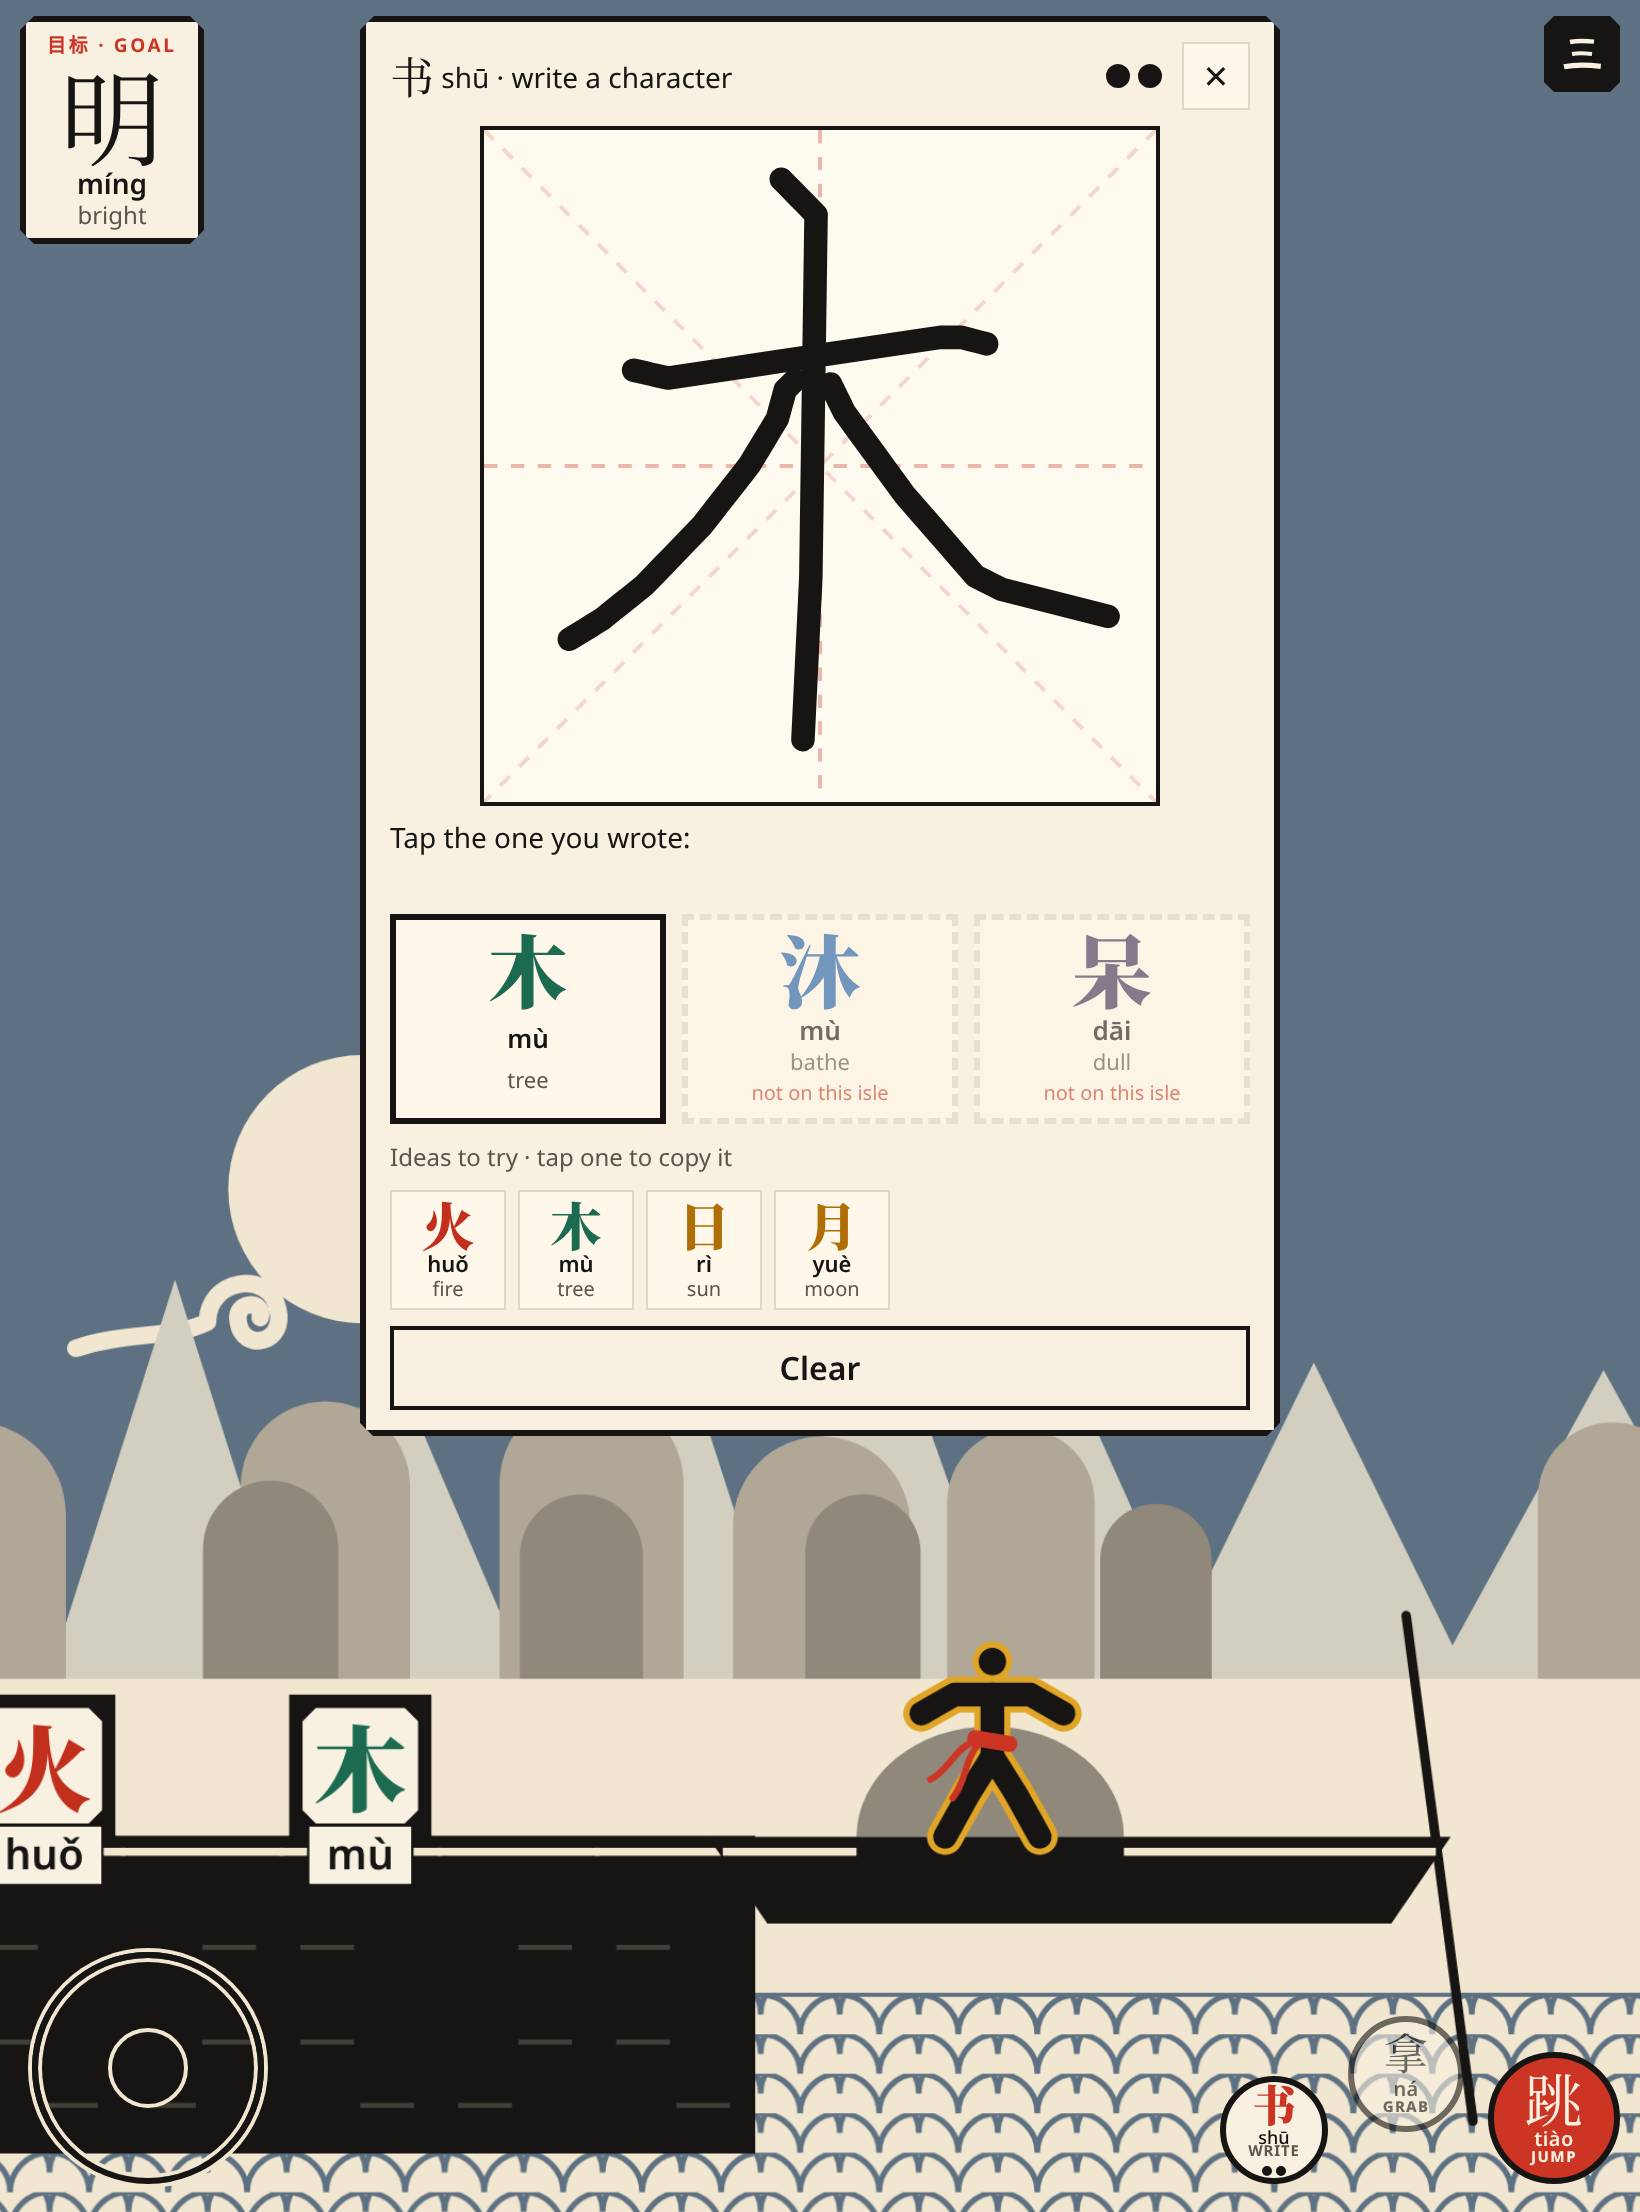 目标 · GOAL
明
míng
bright
书 shū · write a character
✕
三
木
Tap the one you wrote:
木
mù
tree
沐
mù
bathe
not on this isle
呆
dāi
dull
not on this isle
Ideas to try · tap one to copy it
火
huǒ
fire
木
mù
tree
日
rì
sun
月
yuè
moon
Clear
火
huǒ
木
mù
书
shū
WRITE
拿
ná
GRAB
跳
tiào
JUMP